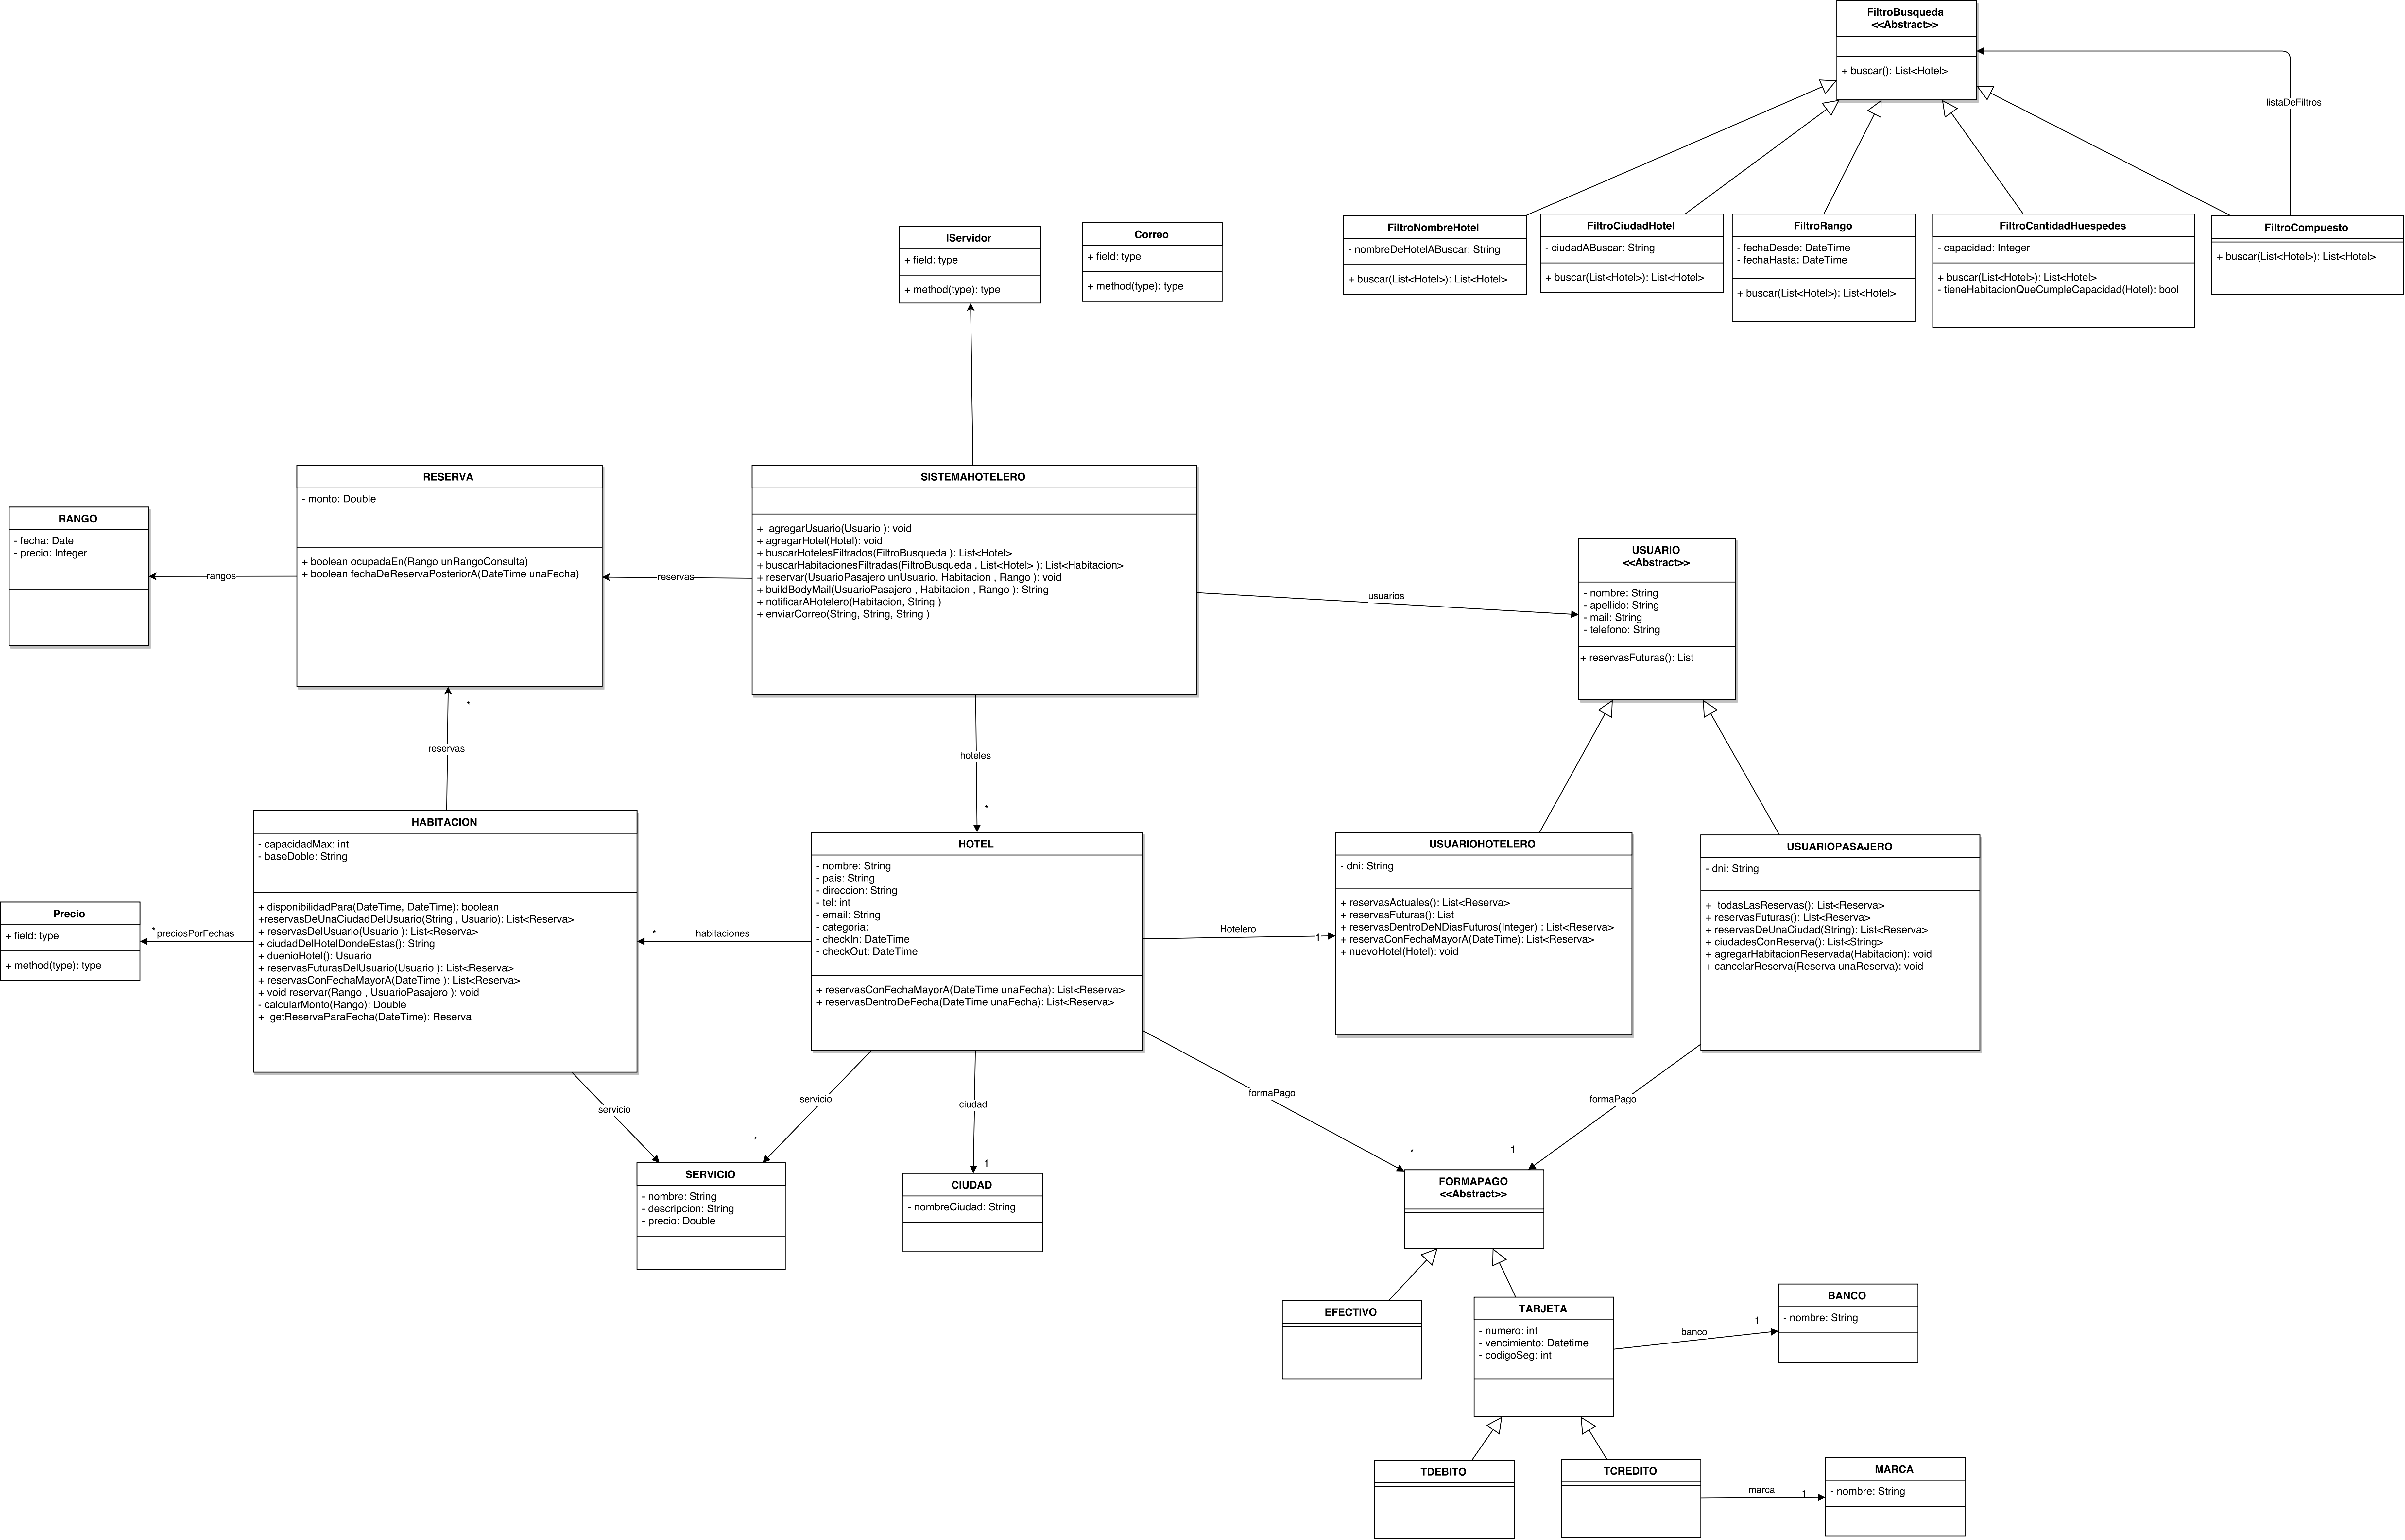 FiltroBusqueda
<<Abstract>>
+ buscar(): List<Hotel>
listaDeFiltros
FiltroNombreHotel
- nombreDeHotelABuscar: String
+ buscar(List<Hotel>): List<Hotel>
FiltroCiudadHotel
- ciudadABuscar: String
+ buscar(List<Hotel>): List<Hotel>
FiltroRango
- fechaDesde: DateTime
- fechaHasta: DateTime
+ buscar(List<Hotel>): List<Hotel>
FiltroCantidadHuespedes
- capacidad: Integer
+ buscar(List<Hotel>): List<Hotel>
- tieneHabitacionQueCumpleCapacidad(Hotel): bool
FiltroCompuesto
+ buscar(List<Hotel>): List<Hotel>
IServidor
+ field: type
+ method(type): type
Correo
+ field: type
+ method(type): type
RANGO
- fecha: Date
- precio: Integer
rangos
RESERVA
- monto: Double
+ boolean ocupadaEn(Rango unRangoConsulta)
+ boolean fechaDeReservaPosteriorA(DateTime unaFecha)
reservas
SISTEMAHOTELERO
+  agregarUsuario(Usuario ): void
+ agregarHotel(Hotel): void
+ buscarHotelesFiltrados(FiltroBusqueda ): List<Hotel>
+ buscarHabitacionesFiltradas(FiltroBusqueda , List<Hotel> ): List<Habitacion>
+ reservar(UsuarioPasajero unUsuario, Habitacion , Rango ): void
+ buildBodyMail(UsuarioPasajero , Habitacion , Rango ): String
+ notificarAHotelero(Habitacion, String )
+ enviarCorreo(String, String, String )
usuarios
USUARIO
<<Abstract>>
- nombre: String
- apellido: String
- mail: String
- telefono: String
+ reservasFuturas(): List
*
reservas
hoteles
*
HABITACION
- capacidadMax: int
- baseDoble: String
+ disponibilidadPara(DateTime, DateTime): boolean
+reservasDeUnaCiudadDelUsuario(String , Usuario): List<Reserva>
+ reservasDelUsuario(Usuario ): List<Reserva>
+ ciudadDelHotelDondeEstas(): String
+ duenioHotel(): Usuario
+ reservasFuturasDelUsuario(Usuario ): List<Reserva>
+ reservasConFechaMayorA(DateTime ): List<Reserva>
+ void reservar(Rango , UsuarioPasajero ): void
- calcularMonto(Rango): Double
+  getReservaParaFecha(DateTime): Reserva
Precio
+ field: type
+ method(type): type
* preciosPorFechas
* habitaciones
HOTEL
- nombre: String
- pais: String
- direccion: String
- tel: int
- email: String
- categoria:
- checkIn: DateTime
- checkOut: DateTime
+ reservasConFechaMayorA(DateTime unaFecha): List<Reserva>
+ reservasDentroDeFecha(DateTime unaFecha): List<Reserva>
Hotelero
1
USUARIOHOTELERO
- dni: String
+ reservasActuales(): List<Reserva>
+ reservasFuturas(): List
+ reservasDentroDeNDiasFuturos(Integer) : List<Reserva>
+ reservaConFechaMayorA(DateTime): List<Reserva>
+ nuevoHotel(Hotel): void
USUARIOPASAJERO
- dni: String
+  todasLasReservas(): List<Reserva>
+ reservasFuturas(): List<Reserva>
+ reservasDeUnaCiudad(String): List<Reserva>
+ ciudadesConReserva(): List<String>
+ agregarHabitacionReservada(Habitacion): void
+ cancelarReserva(Reserva unaReserva): void
servicio
servicio
*
ciudad
1
formaPago
*
formaPago
1
SERVICIO
- nombre: String
- descripcion: String
- precio: Double
CIUDAD
- nombreCiudad: String
FORMAPAGO
<<Abstract>>
EFECTIVO
TARJETA
- numero: int
- vencimiento: Datetime
- codigoSeg: int
banco
1
BANCO
- nombre: String
TDEBITO
TCREDITO
marca
1
MARCA
- nombre: String